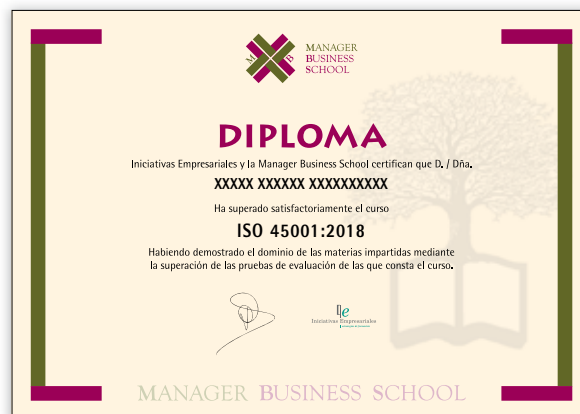 M B
MANAGER
BUSINESS
SCHOOL
DIPLOMA
Iniciativas Empresariales y la Manager Business School certifican que D. / Dña.
XXXXX XXXXXX XXXXXXXXXX
Ha superado satisfactoriamente el curso
ISO 45001:2018
Habiendo demostrado el dominio de las materias impartidas mediante
la superación de las pruebas de evaluación de las que consta el curso.
Iniciativas Empresariales
MANAGER BUSINESS SCHOOL